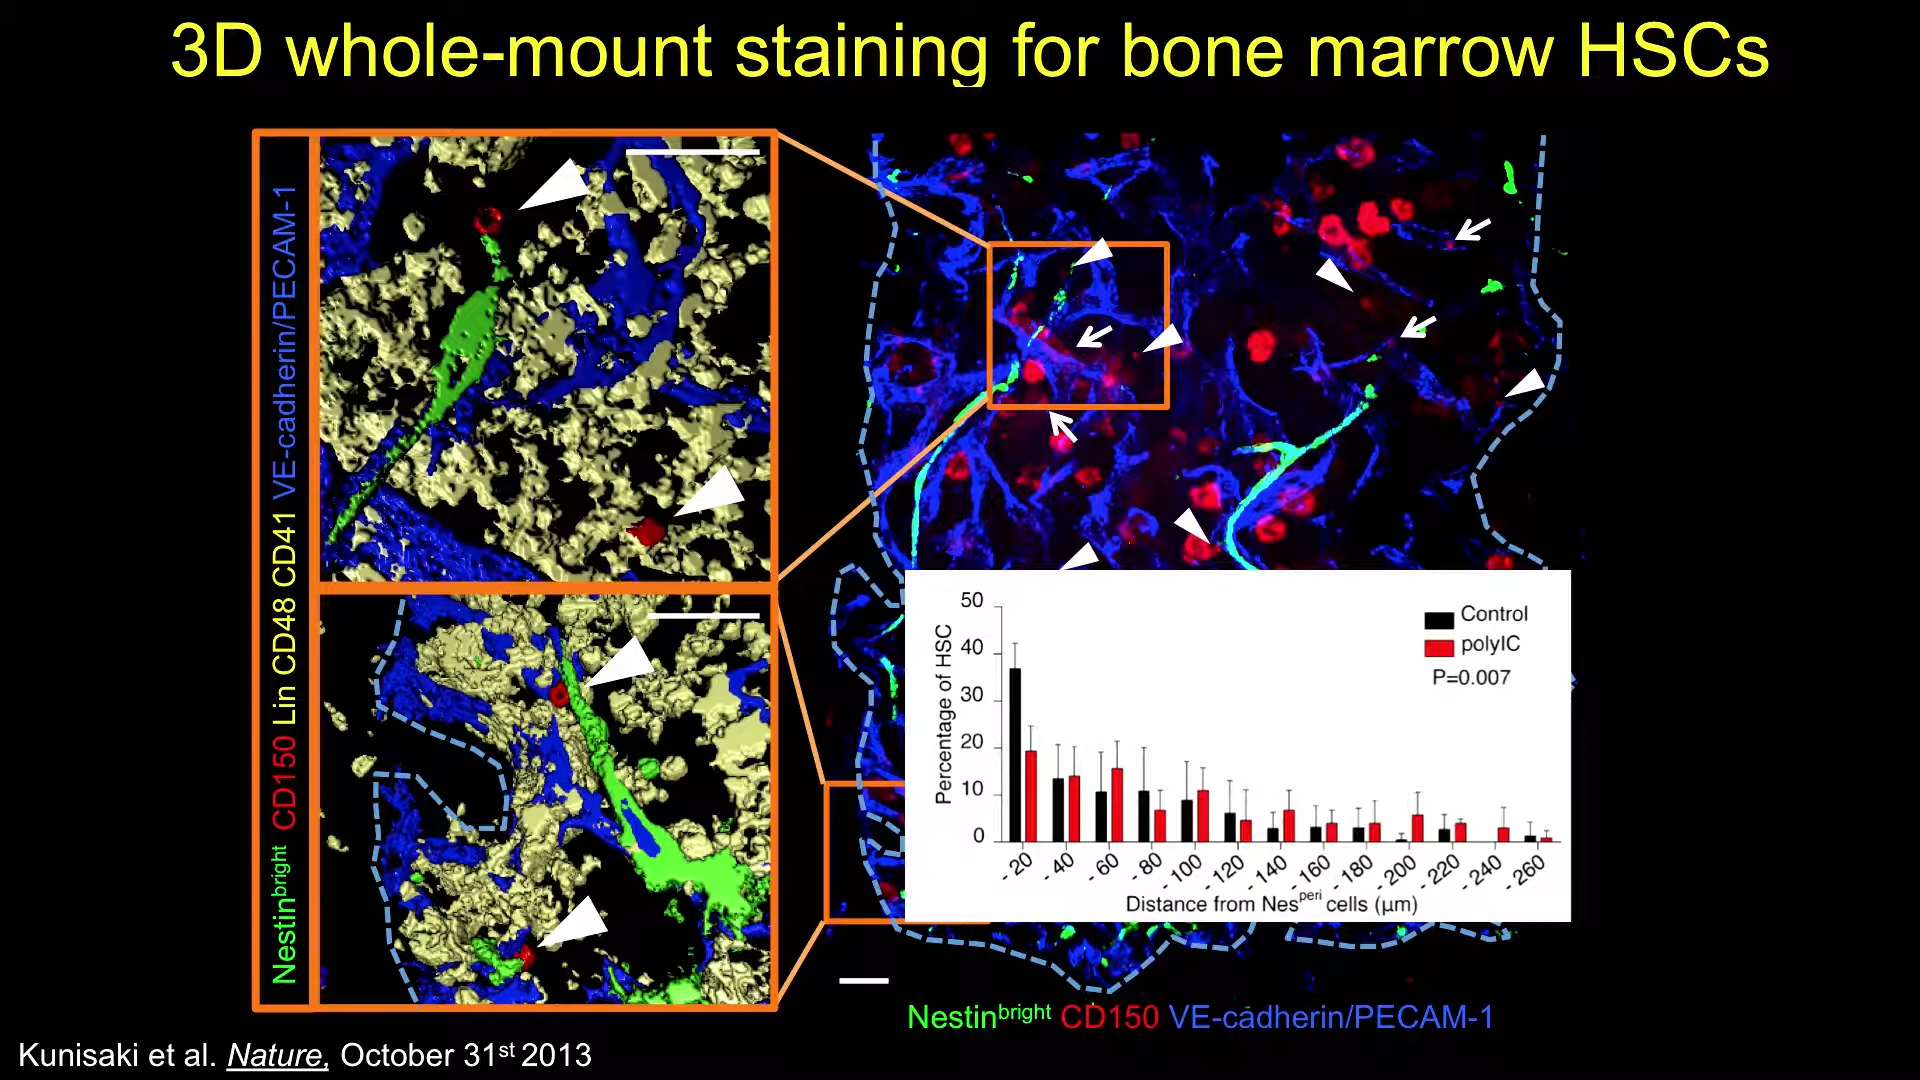 3D whole-mount staining for bone marrow HSCs
Nestinbright CD150 Lin CD48 CD41 VE-cadherin/PECAM-1
50
40
30
20
10
0
Percentage of HSC
Control
polyIC
P=0.007
- 20
- 40
- 60
- 80
- 100
- 120
- 140
- 160
- 180
- 200
- 220
- 240
- 260
Distance from Nesperi cells (µm)
Nestinbright CD150 VE-cadherin/PECAM-1
Kunisaki et al. Nature, October 31st 2013